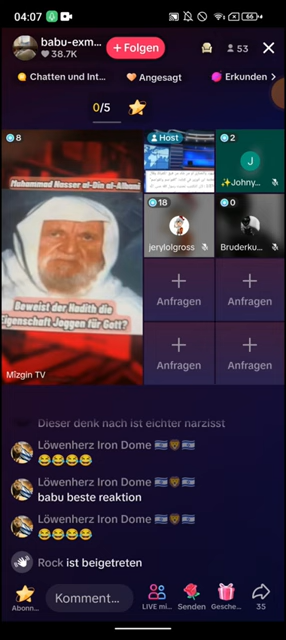 04:07
66
babu-exm...
38.7K
+ Folgen
53
Chatten und Int...
Angesagt
Erkunden >
0/5
8
Mohammad Nasser al-Din al-Albani
Beweist der Hadith die
Eigenschaft Joggen für Gott?
Mîzgin TV
Host
2
J
Johny...
18
jerylolgross
0
Bruderku...
Anfragen
Anfragen
Anfragen
Anfragen
Dieser denk nach ist eichter narzisst
Löwenherz Iron Dome 🇮🇱🦁🇮🇱
😂😂😂😂
Löwenherz Iron Dome 🇮🇱🦁🇮🇱
babu beste reaktion
Löwenherz Iron Dome 🇮🇱🦁🇮🇱
😂😂😂😂
Rock ist beigetreten
Abonn...
Komment...
LIVE mi...
Senden
Gesche...
35